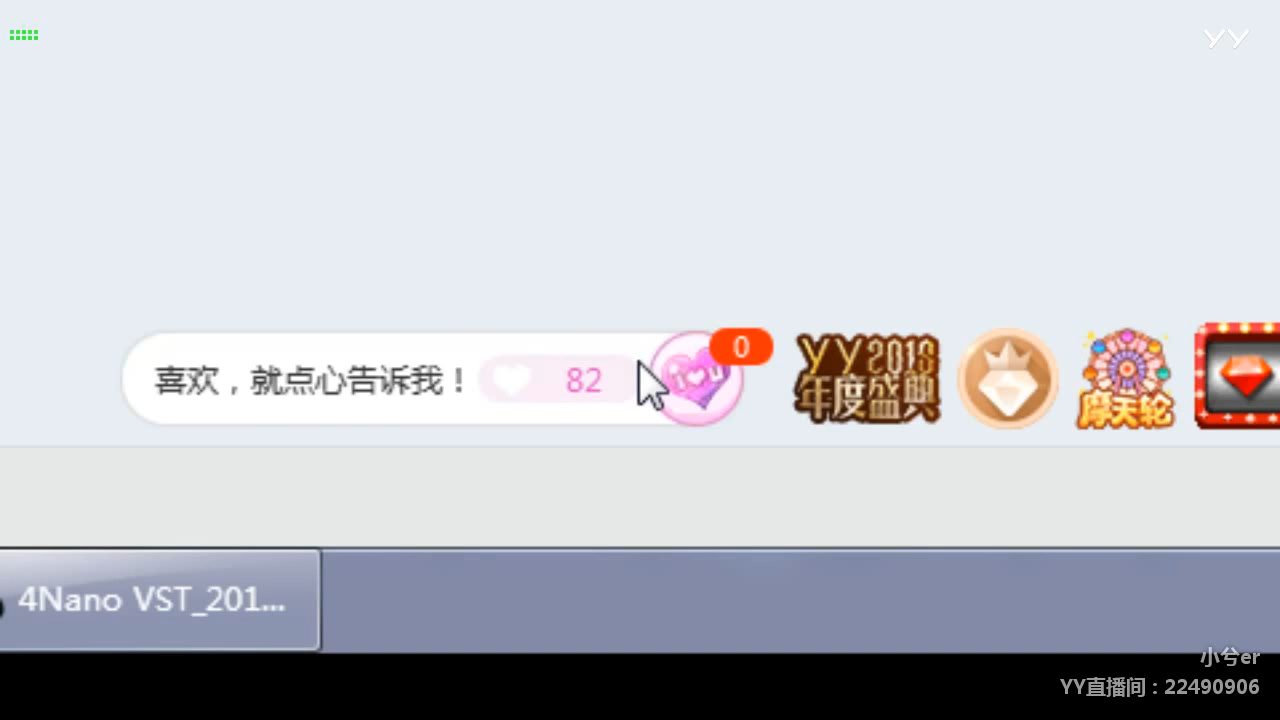 YY
喜欢，就点心告诉我！ 82
i♥u
0
YY2018
年度盛典
摩天轮
4Nano VST_201...
小兮er
YY直播间：22490906